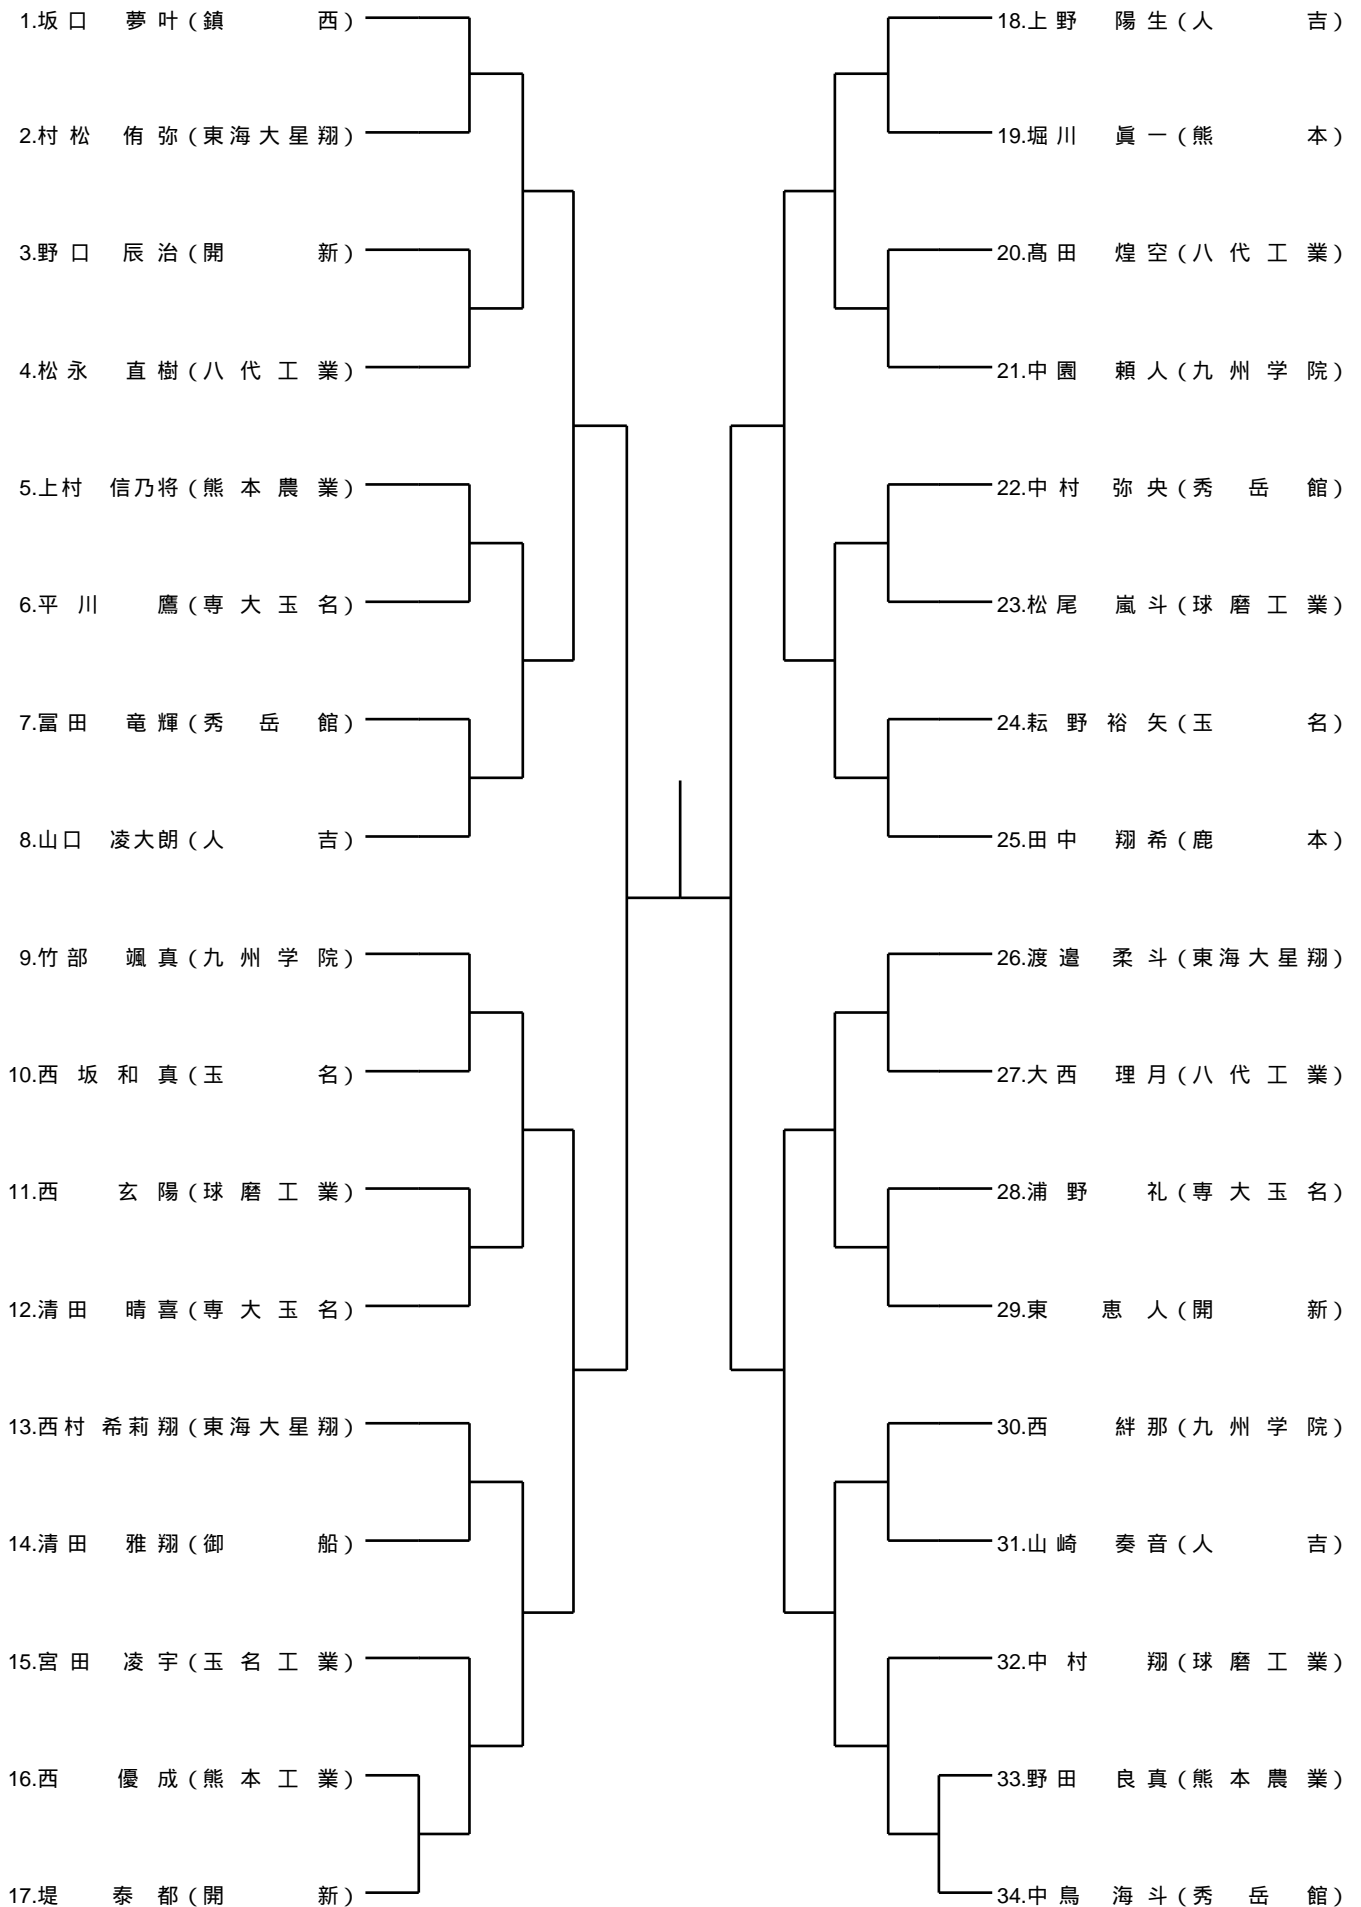 1.坂口 夢叶(鎮西)
2.村松 侑弥(東海大星翔)
3.野口 辰治(開新)
4.松永 直樹(八代工業)
5.上村 信乃将(熊本農業)
6.平川 鷹(専大玉名)
7.冨田 竜輝(秀岳館)
8.山口 凌大朗(人吉)
9.竹部 颯真(九州学院)
10.西坂和真(玉名)
11.西 玄陽(球磨工業)
12.清田 晴喜(専大玉名)
13.西村 希莉翔(東海大星翔)
14.清田 雅翔(御船)
15.宮田 凌宇(玉名工業)
16.西 優成(熊本工業)
17.堤 泰都(開新)
18.上野 陽生(人吉)
19.堀川 眞一(熊本)
20.髙田 煌空(八代工業)
21.中園 頼人(九州学院)
22.中村 弥央(秀岳館)
23.松尾 嵐斗(球磨工業)
24.耘野裕矢(玉名)
25.田中 翔希(鹿本)
26.渡邉 柔斗(東海大星翔)
27.大西 理月(八代工業)
28.浦野 礼(専大玉名)
29.東 恵人(開新)
30.西 絆那(九州学院)
31.山崎 奏音(人吉)
32.中村 翔(球磨工業)
33.野田 良真(熊本農業)
34.中鳥 海斗(秀岳館)